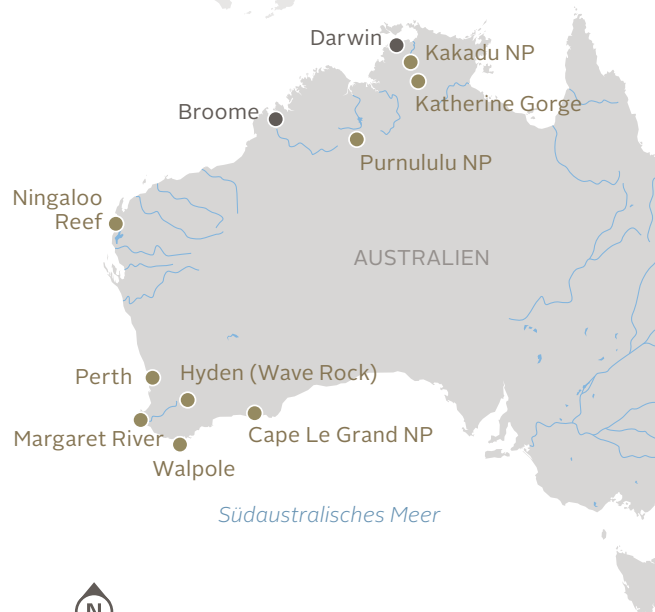 Darwin
Kakadu NP
Katherine Gorge
Broome
Purnululu NP
Ningaloo
Reef
AUSTRALIEN
Perth
Hyden (Wave Rock)
Margaret River
Cape Le Grand NP
Walpole
Südaustralisches Meer
N